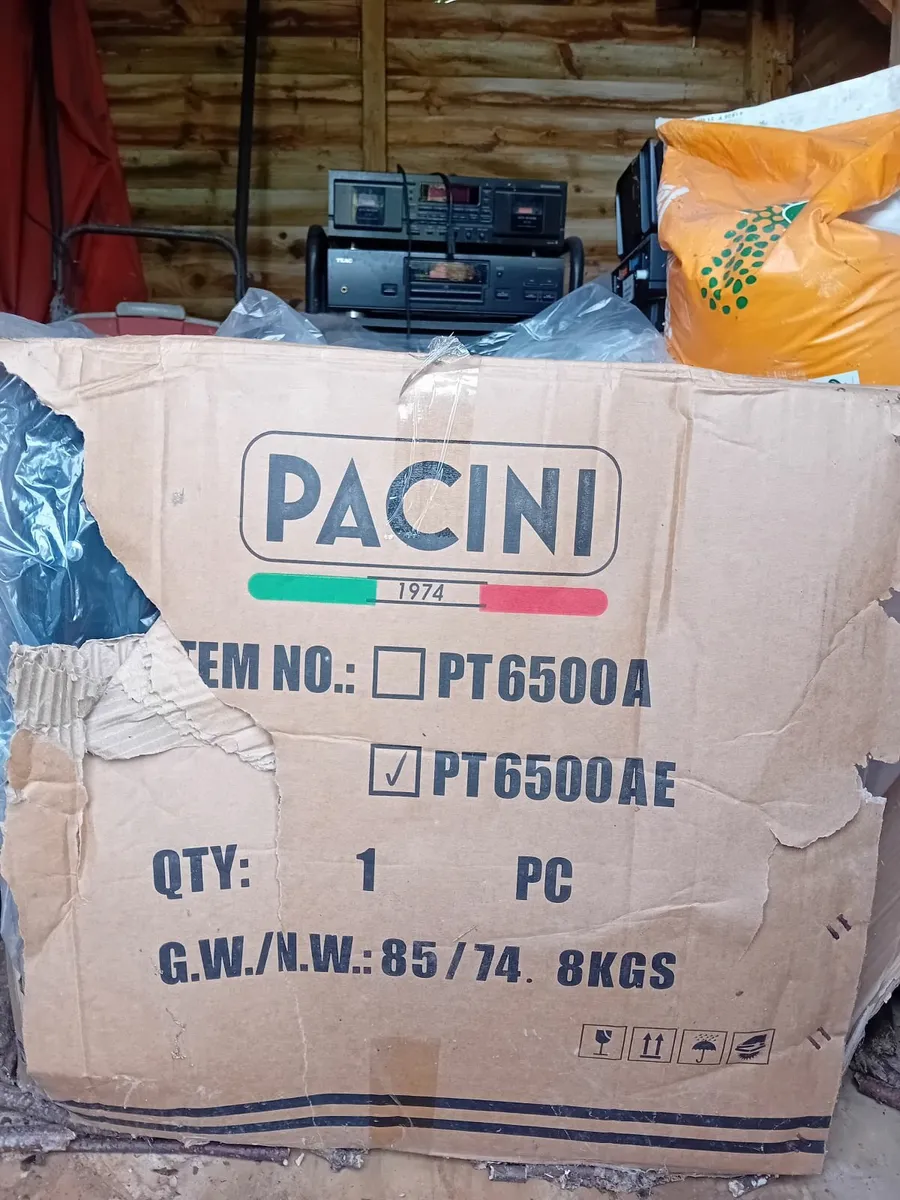 TEAC
PACINI
1974
TEM NO.: PT6500A
✓ PT6500AE
QTY: 1 PC
G.W./N.W.: 85/74. 8KGS